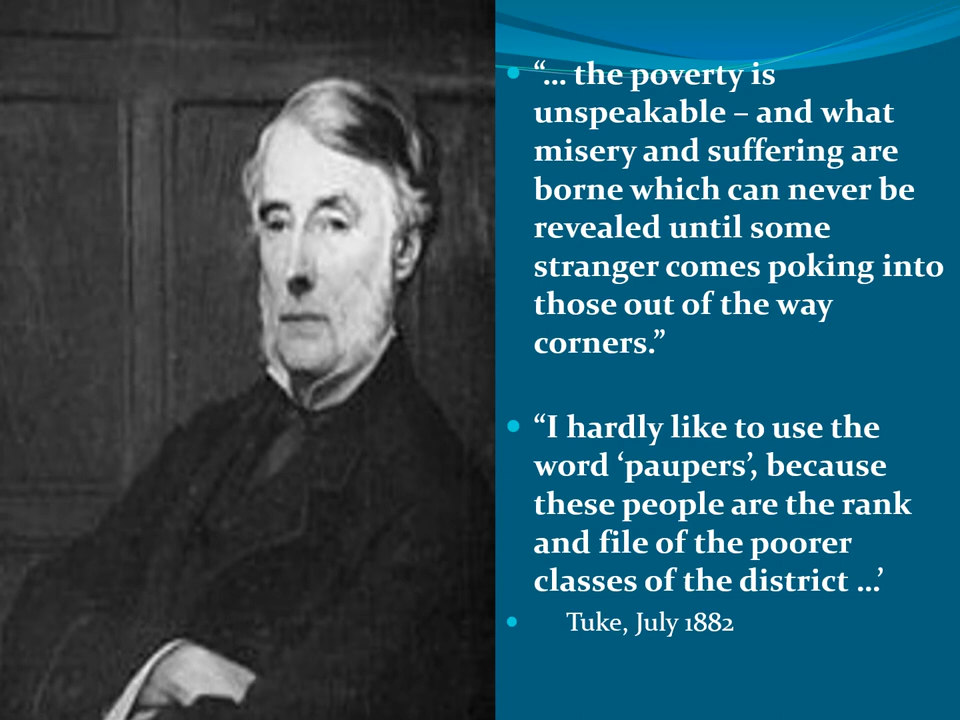 “… the poverty is
unspeakable – and what
misery and suffering are
borne which can never be
revealed until some
stranger comes poking into
those out of the way
corners.”
“I hardly like to use the
word ‘paupers’, because
these people are the rank
and file of the poorer
classes of the district …’
Tuke, July 1882